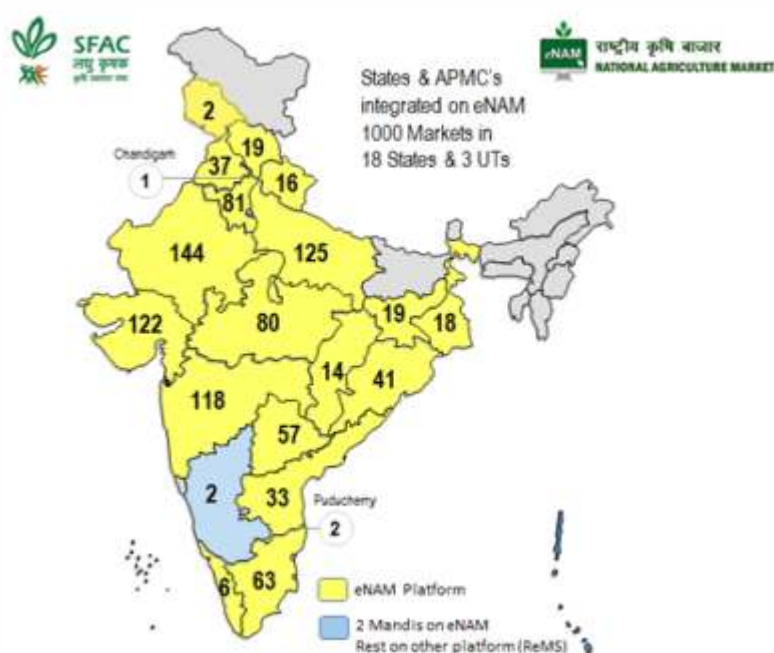 SFAC
लघु कृषक
कृषि व्यापार संघ
eNAM
राष्ट्रीय कृषि बाजार
NATIONAL AGRICULTURE MARKET
States & APMC's
integrated on eNAM
1000 Markets in
18 States & 3 UTs
2
19
Chandigarh
37
1
16
81
144
125
122
80
19
18
14
41
118
57
2
33
Puducherry
2
6
63
eNAM Platform
2 Mandis on eNAM
Rest on other platform (ReMS)